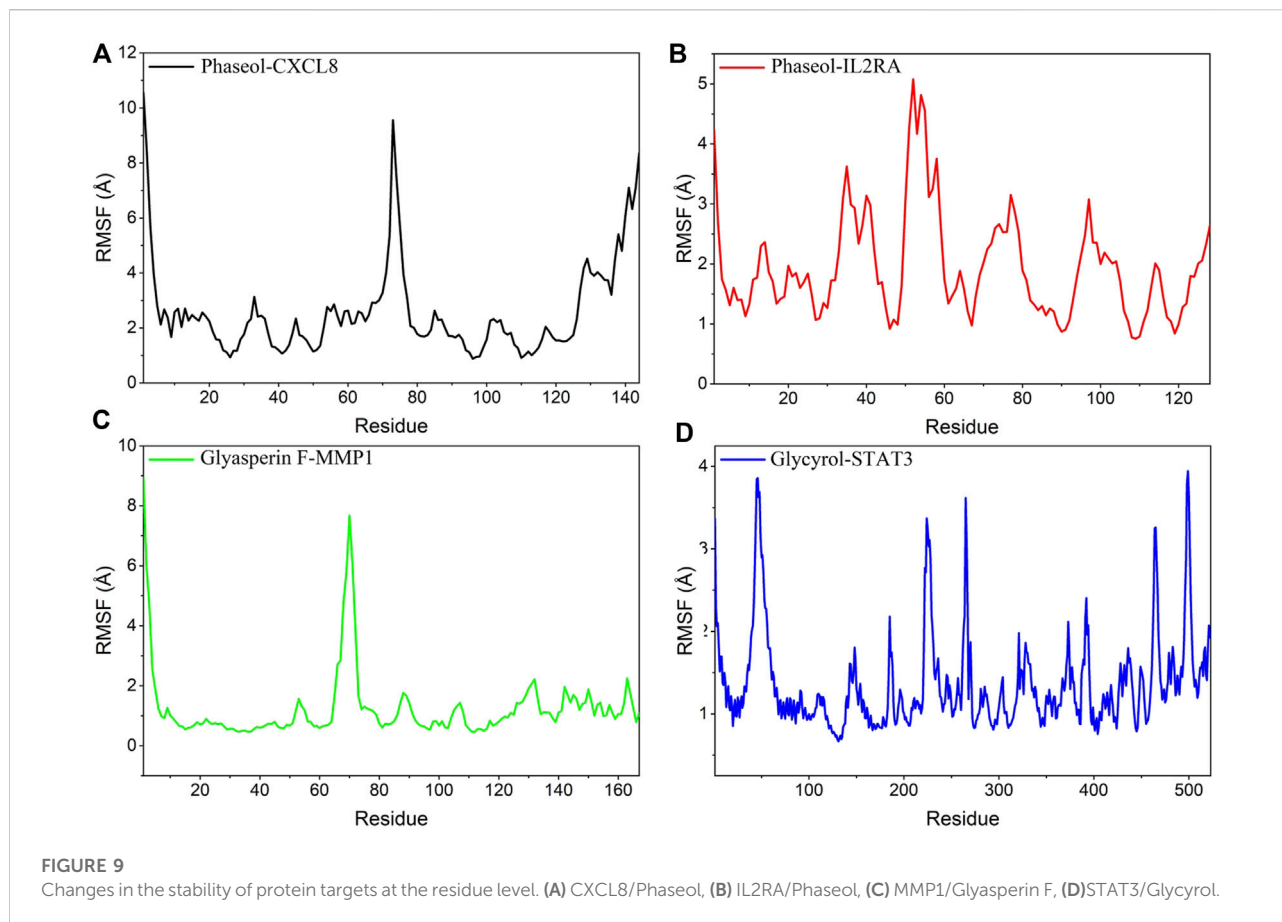 A
Phaseol-CXCL8
12
10
8
6
4
2
0
RMSF (Å)
20 40 60 80 100 120 140
Residue
B
Phaseol-IL2RA
5
4
3
2
1
0
RMSF (Å)
20 40 60 80 100 120
Residue
C
Glyasperin F-MMP1
10
8
6
4
2
0
RMSF (Å)
20 40 60 80 100 120 140 160
Residue
D
Glycyrol-STAT3
4
3
2
1
RMSF (Å)
100 200 300 400 500
Residue
FIGURE 9
Changes in the stability of protein targets at the residue level. (A) CXCL8/Phaseol, (B) IL2RA/Phaseol, (C) MMP1/Glyasperin F, (D)STAT3/Glycyrol.